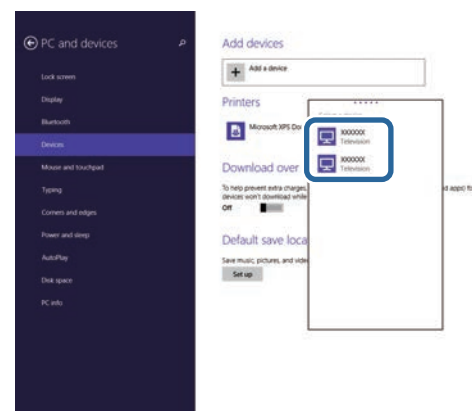 PC and devices
Lock screen
Display
Bluetooth
Devices
Mouse and touchpad
Typing
Corners and edges
Power and sleep
AutoPlay
Disk space
PC info
Add devices
Add a device
Printers
Microsoft XPS Do
XXXXXX
Television
XXXXXX
Television
Download over
To help prevent extra charges,
d apps) fo
devices won't download while
Off
Default save loca
Save music, pictures, and vide
Set up